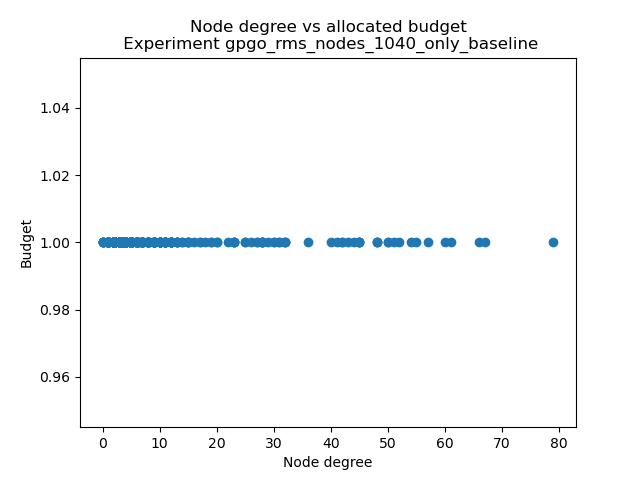 Node degree vs allocated budget
Experiment gpgo_rms_nodes_1040_only_baseline
1.04
1.02
1.00
0.98
0.96
Budget
0 10 20 30 40 50 60 70 80
Node degree